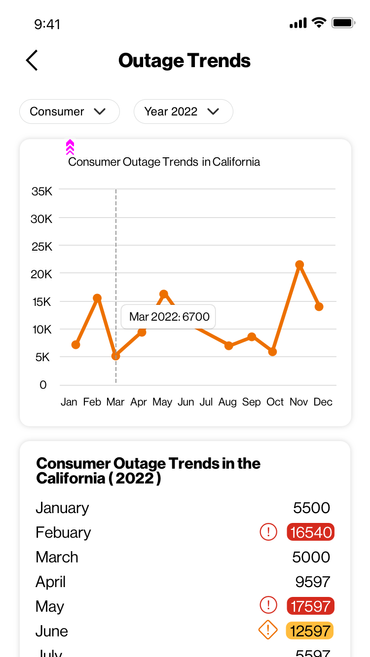 9:41
Outage Trends
Consumer
Year 2022
Consumer Outage Trends in California
35K
30K
25K
20K
15K
10K
5K
0
Mar 2022: 6700
Jan Feb Mar Apr May Jun Jul Aug Sep Oct Nov Dec
Consumer Outage Trends in the
California ( 2022 )
January 5500
Febuary ! 16540
March 5000
April 9597
May ! 17597
June ! 12597
July 5597